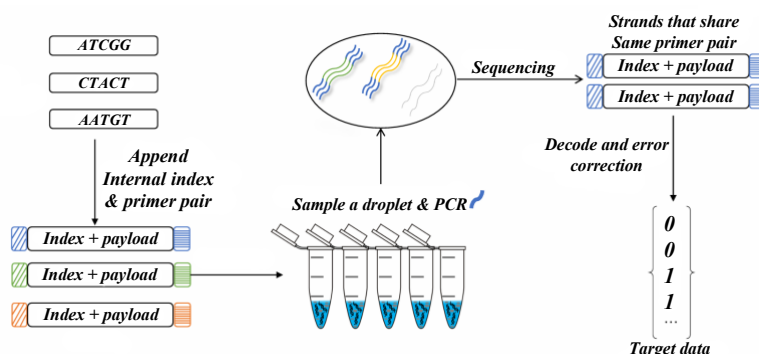 ATCGG
CTACT
AATGT
Append
Internal index
& primer pair
Index + payload
Index + payload
Index + payload
Sample a droplet & PCR
Sequencing
Strands that share
Same primer pair
Index + payload
Index + payload
Decode and error
correction
0
0
1
1
...
Target data